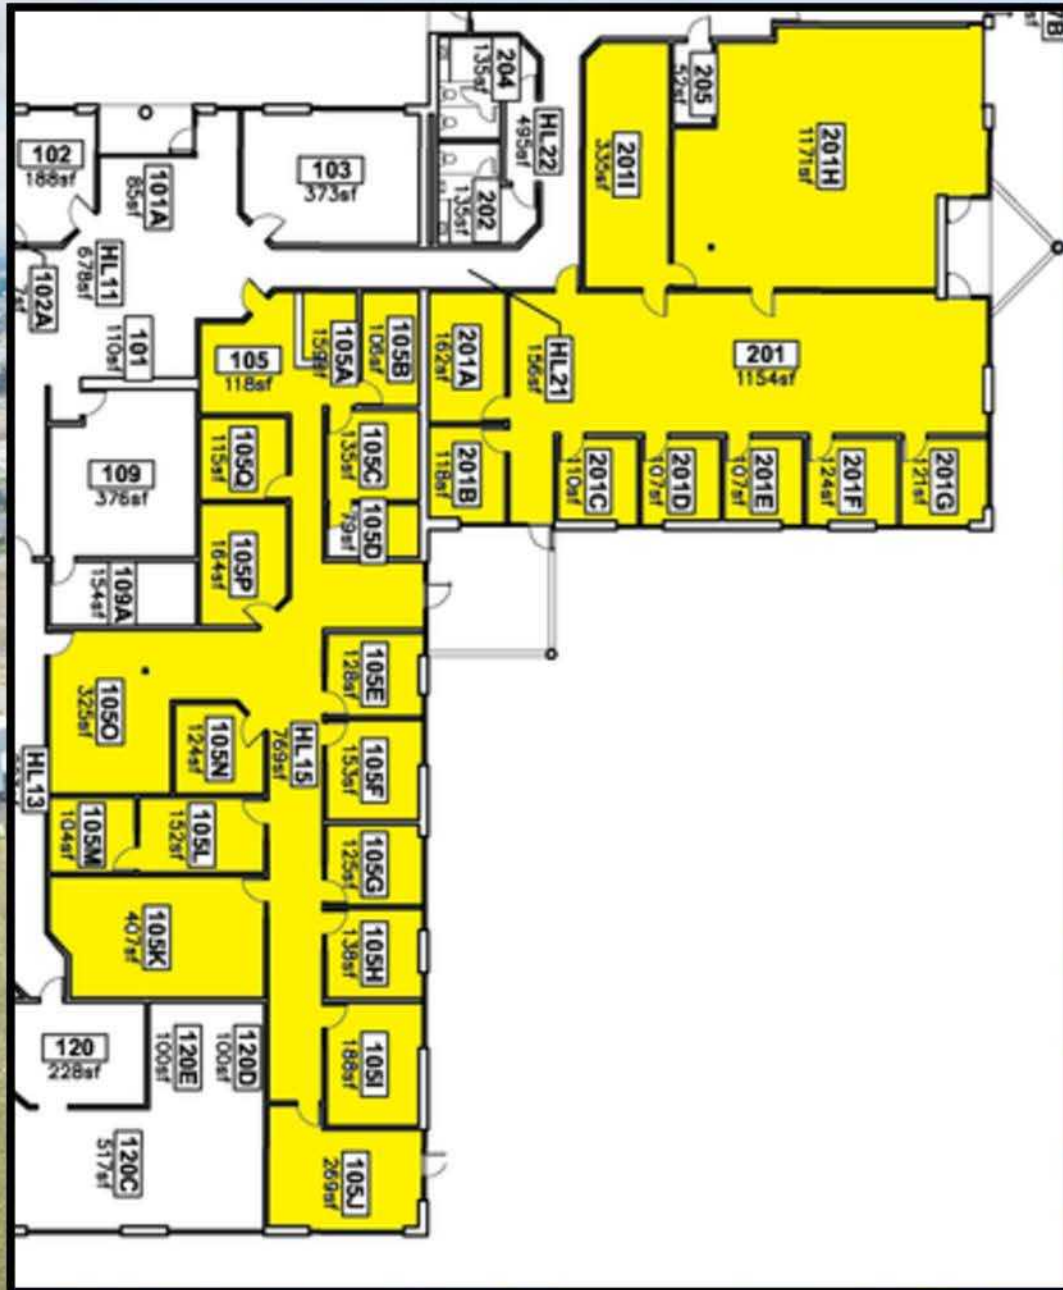 204
135sf
HL22
495sf
202
135sf
205
52sf
201I
335sf
201H
1171sf
102
188sf
101A
85sf
103
373sf
HL11
678sf
102A
101
110sf
105
118sf
105A
159sf
105B
106sf
201A
162sf
HL21
156sf
201
1154sf
109
376sf
105Q
115sf
105C
135sf
201B
118sf
201C
110sf
201D
107sf
201E
107sf
201F
124sf
201G
121sf
105D
79sf
105P
164sf
109A
154sf
105E
128sf
105O
325sf
105N
124sf
HL15
769sf
105F
153sf
HL13
105M
104sf
105L
152sf
105G
125sf
105K
407sf
105H
138sf
120
228sf
120E
100sf
120D
100sf
105I
188sf
120C
517sf
105J
269sf